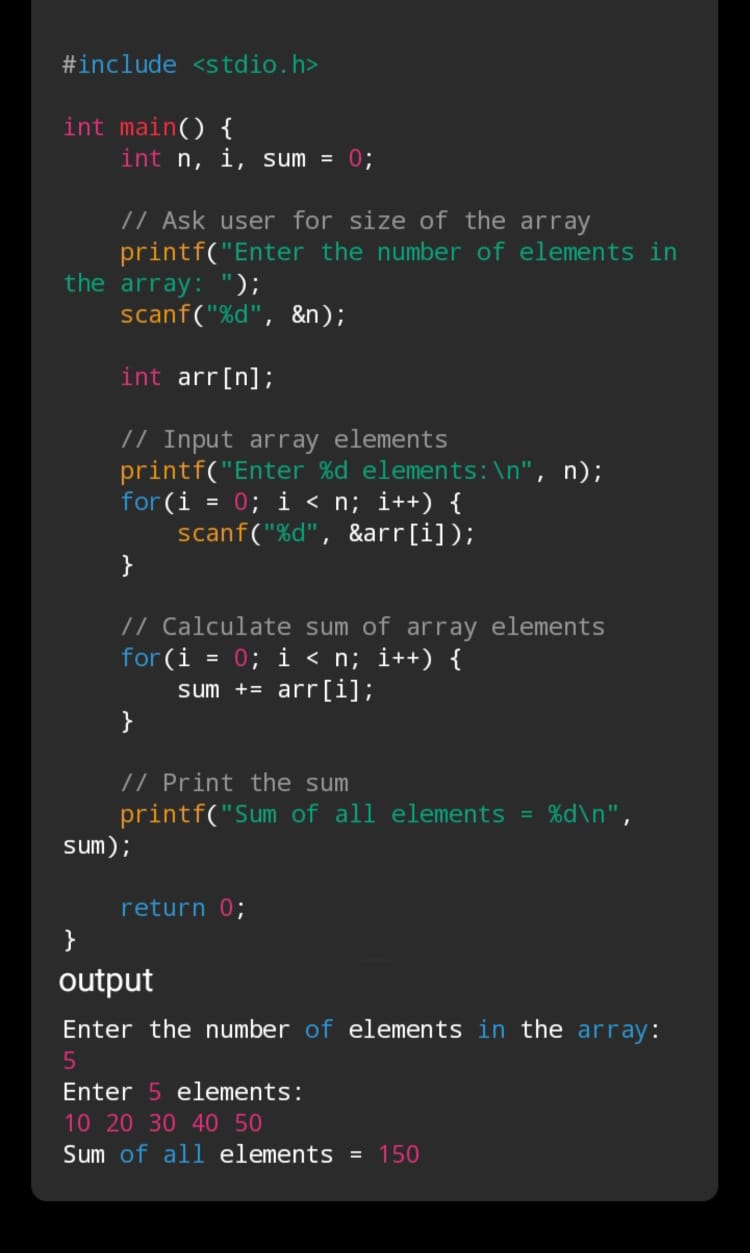 #include <stdio.h>
int main() {
    int n, i, sum = 0;
    // Ask user for size of the array
    printf("Enter the number of elements in
the array: ");
    scanf("%d", &n);
    int arr[n];
    // Input array elements
    printf("Enter %d elements:\n", n);
    for(i = 0; i < n; i++) {
        scanf("%d", &arr[i]);
    }
    // Calculate sum of array elements
    for(i = 0; i < n; i++) {
        sum += arr[i];
    }
    // Print the sum
    printf("Sum of all elements = %d\n",
sum);
    return 0;
}
output
Enter the number of elements in the array:
5
Enter 5 elements:
10 20 30 40 50
Sum of all elements = 150